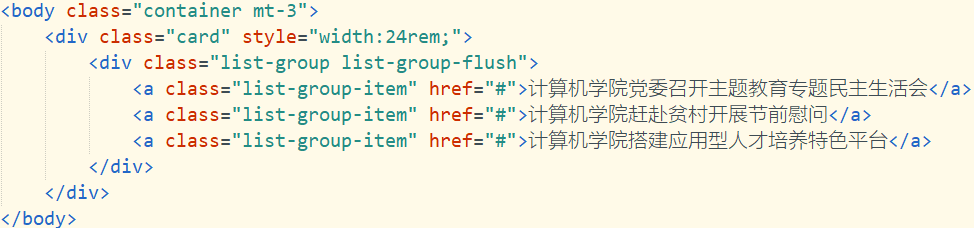 <body class="container mt-3">
<div class="card" style="width:24rem;">
<div class="list-group list-group-flush">
<a class="list-group-item" href="#">计算机学院党委召开主题教育专题民主生活会</a>
<a class="list-group-item" href="#">计算机学院赶赴贫村开展节前慰问</a>
<a class="list-group-item" href="#">计算机学院搭建应用型人才培养特色平台</a>
</div>
</div>
</body>